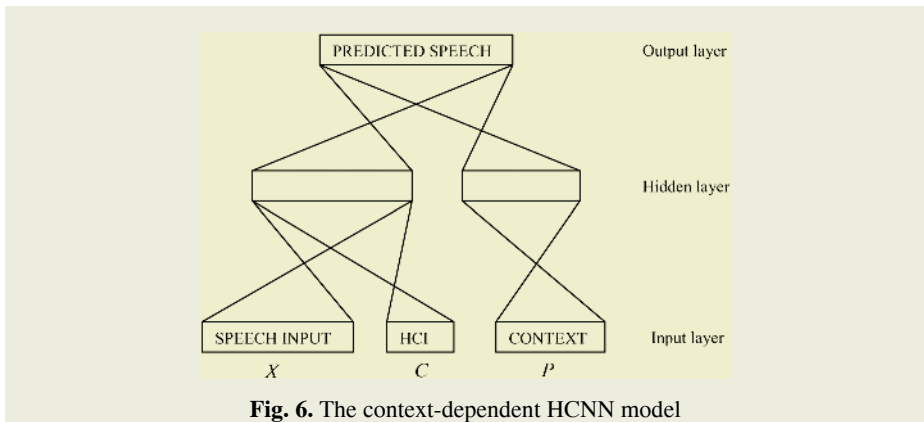 PREDICTED SPEECH Output layer
Hidden layer
SPEECH INPUT HCI CONTEXT Input layer
X C P
Fig. 6. The context-dependent HCNN model